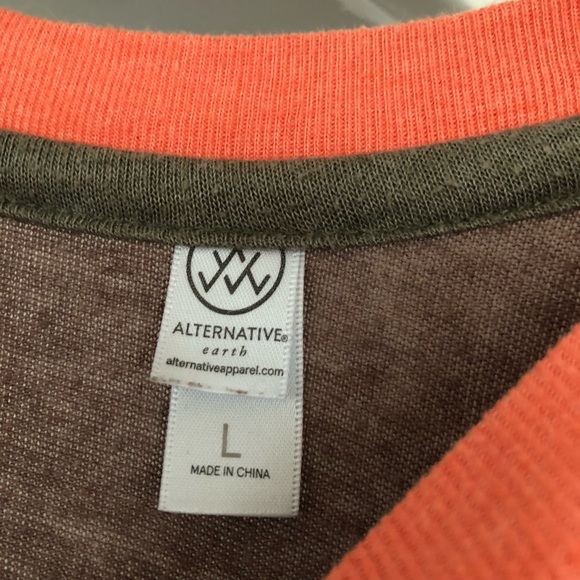 ALTERNATIVE®
earth
alternativeapparel.com
L
MADE IN CHINA